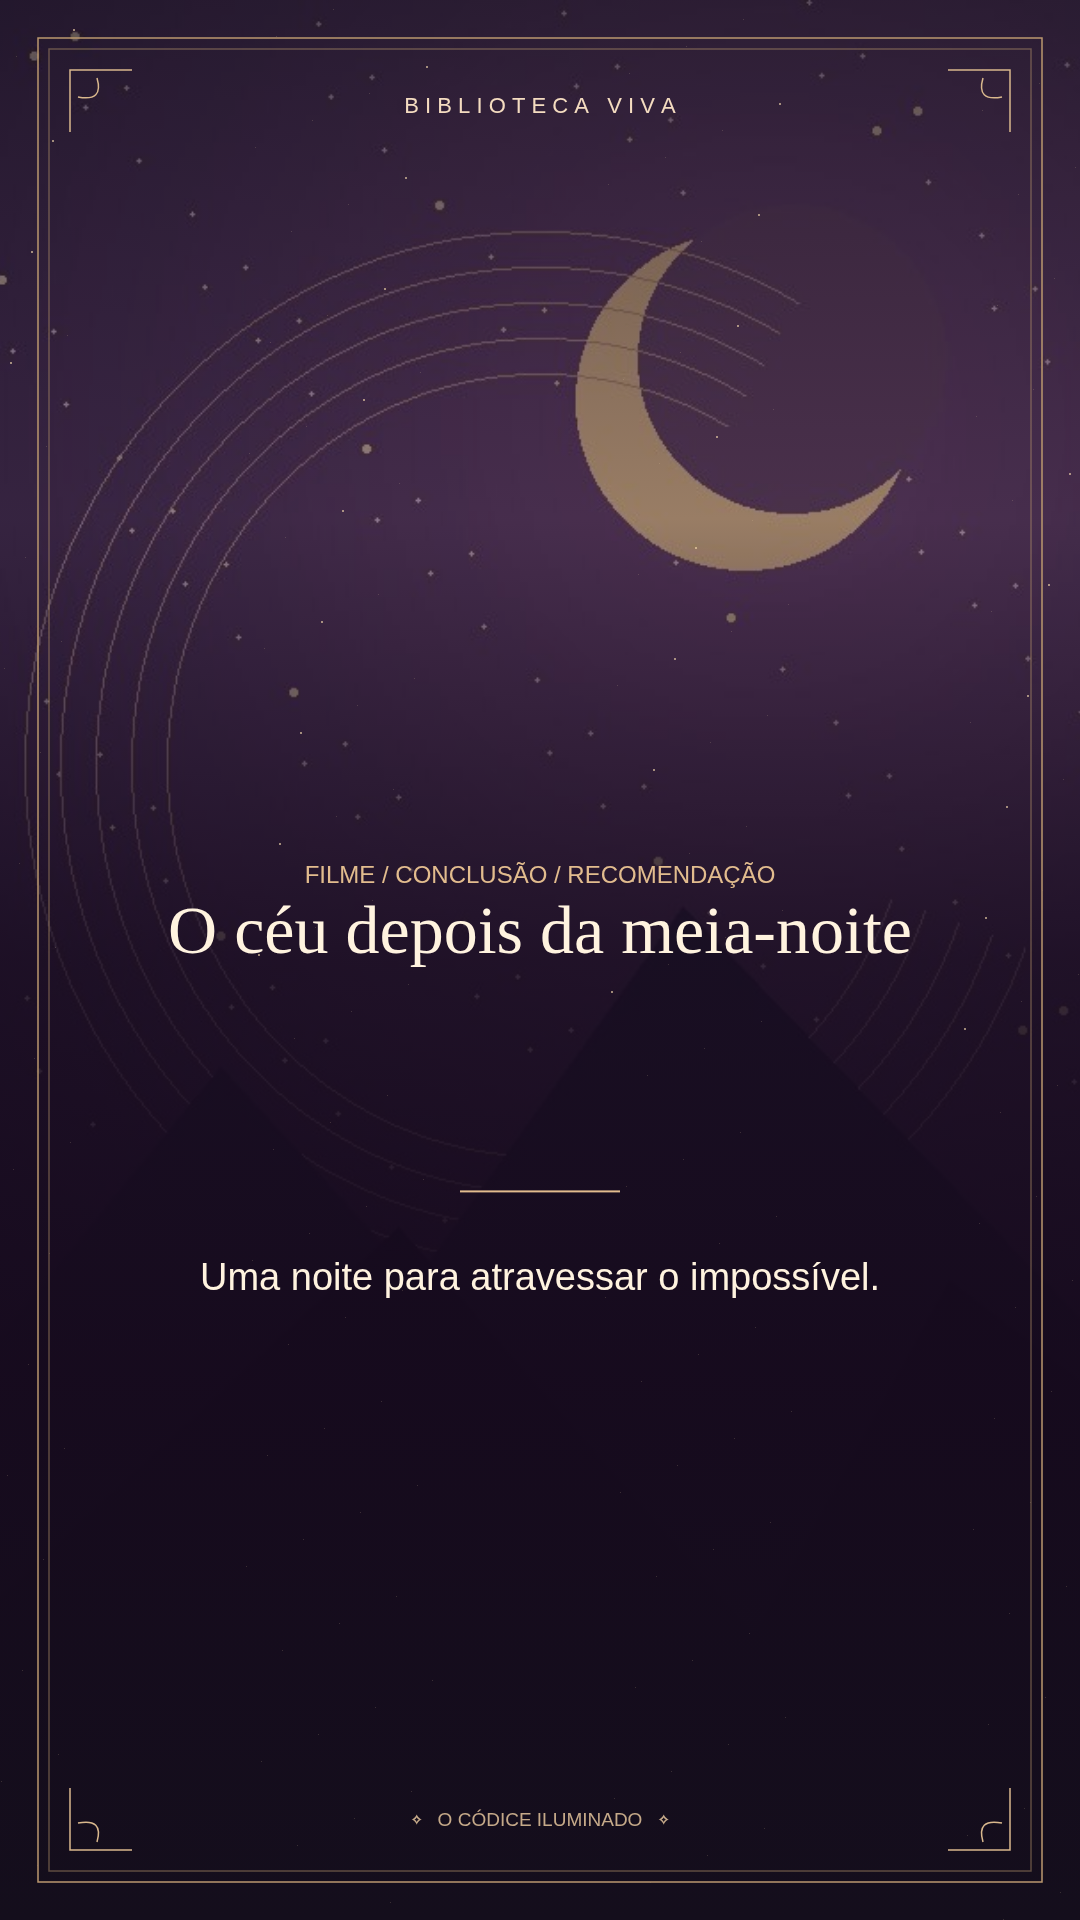 BIBLIOTECA VIVA
FILME / CONCLUSÃO / RECOMENDAÇÃO
O céu depois da meia-noite
Uma noite para atravessar o impossível.
✧ O CÓDICE ILUMINADO ✧